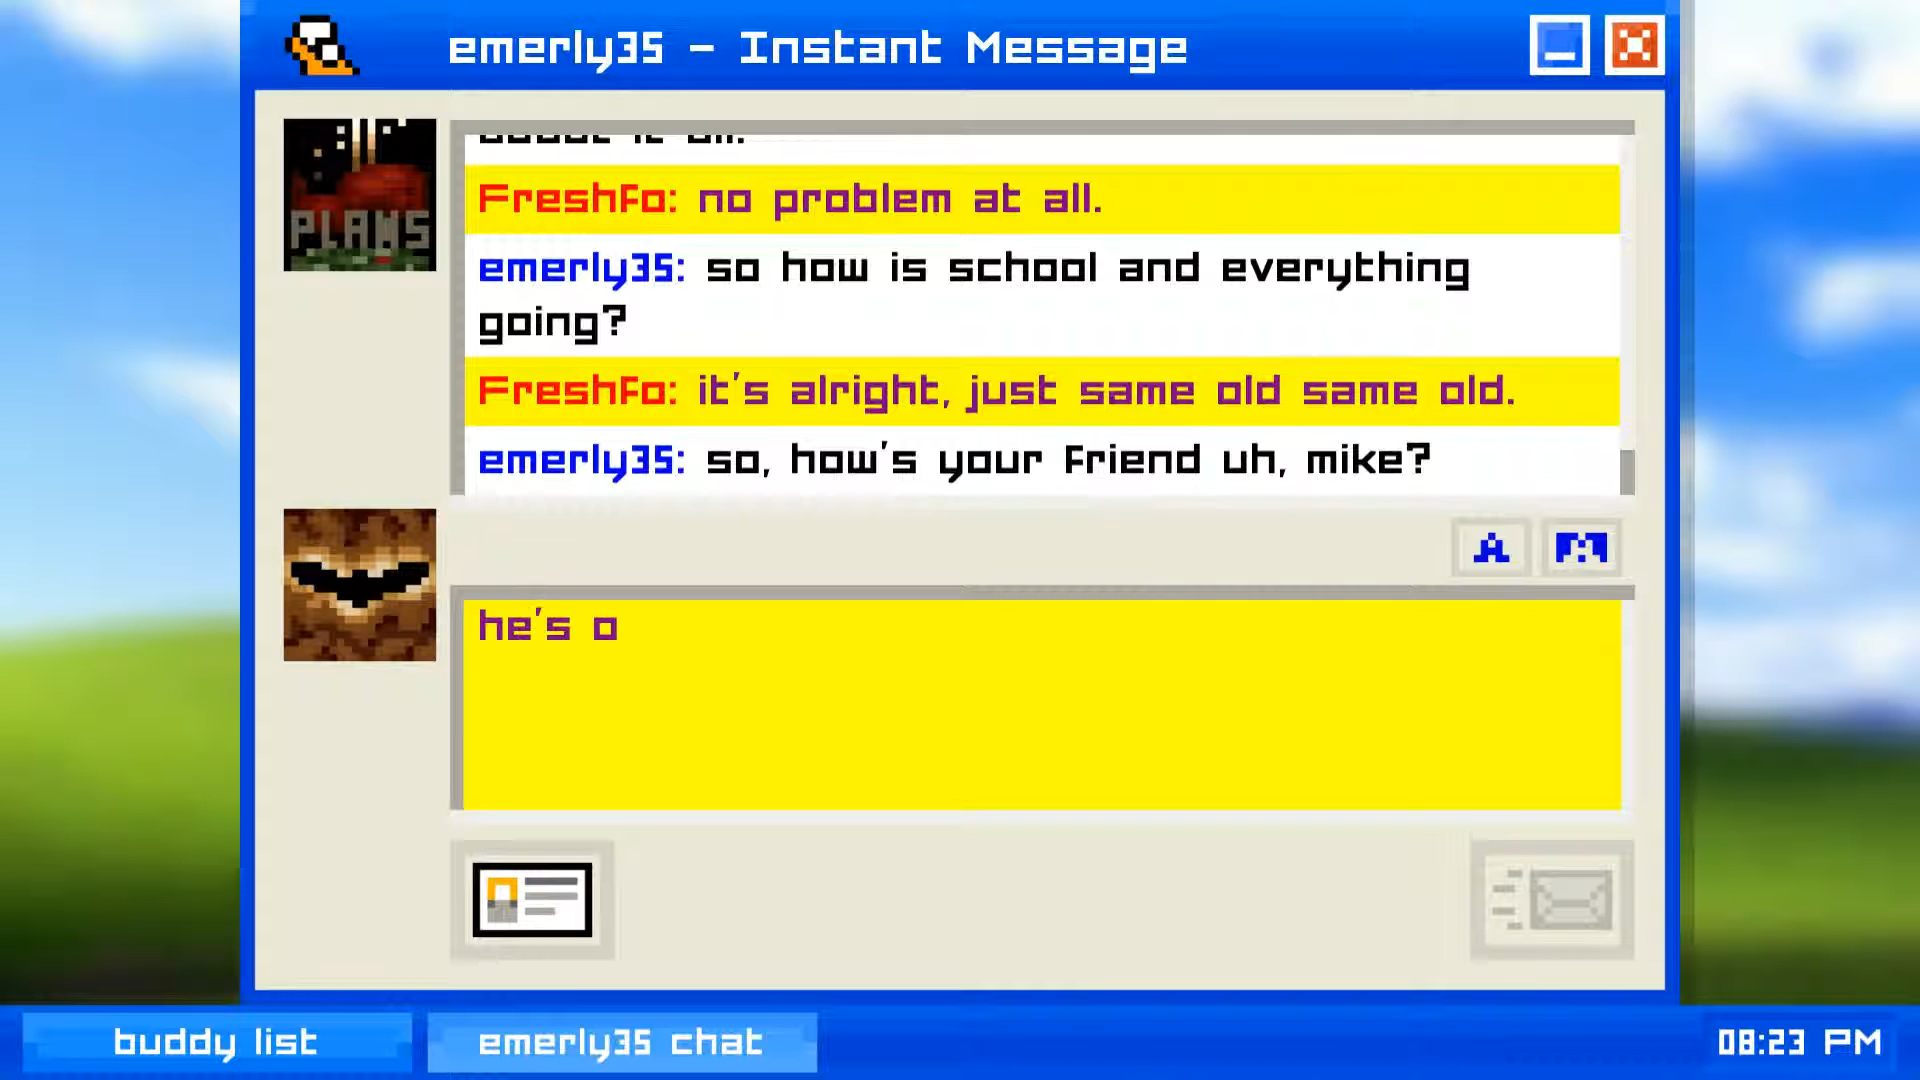 emerly35 - Instant Message
PLANS
FreshFo: no problem at all.
emerly35: so how is school and everything
going?
FreshFo: it's alright, just same old same old.
emerly35: so, how's your friend uh, mike?
A
he's o
buddy list
emerly35 chat
08:23 PM